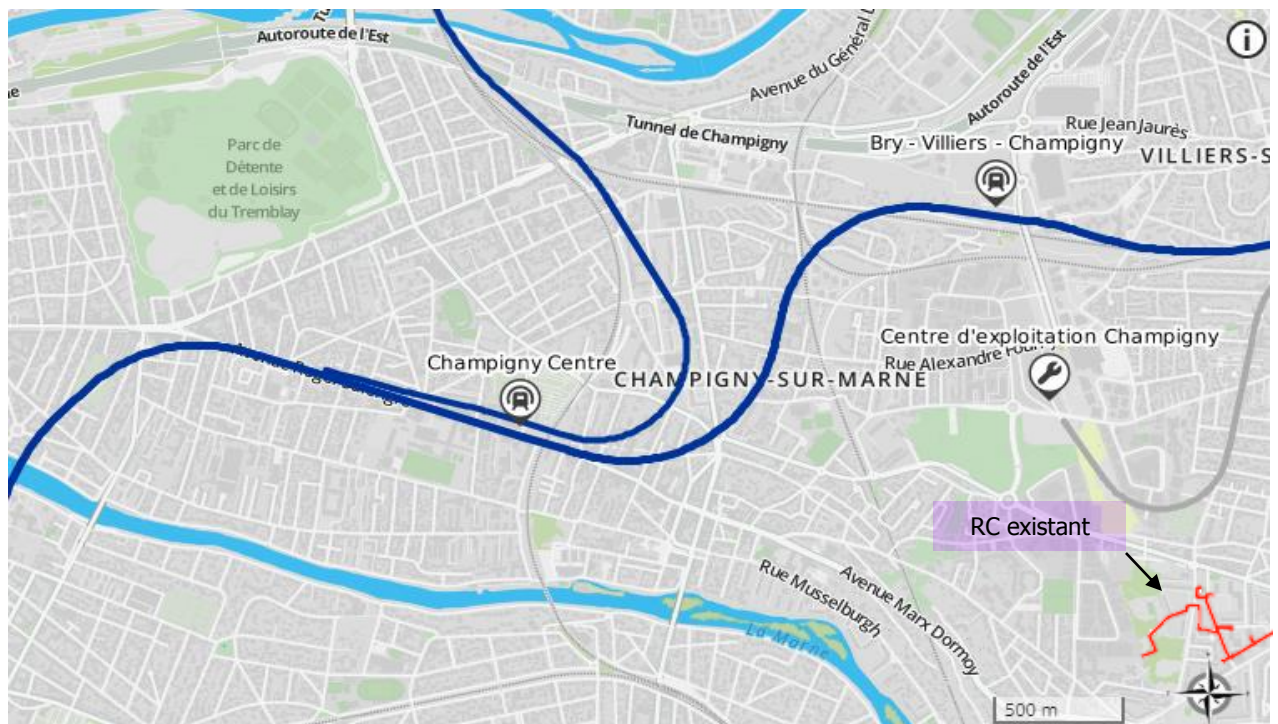 Autoroute de l'Est
Avenue du Général L
Autoroute de l'Est
Tunnel de Champigny
Rue Jean Jaurès
Bry - Villiers - Champigny
VILLIERS-S
Parc de
Détente
et de Loisirs
du Tremblay
Centre d'exploitation Champigny
Rue Alexandre Four
Champigny Centre
CHAMPIGNY-SUR-MARNE
RC existant
Rue Musselburgh
Avenue Marx Dormoy
La Marne
500 m